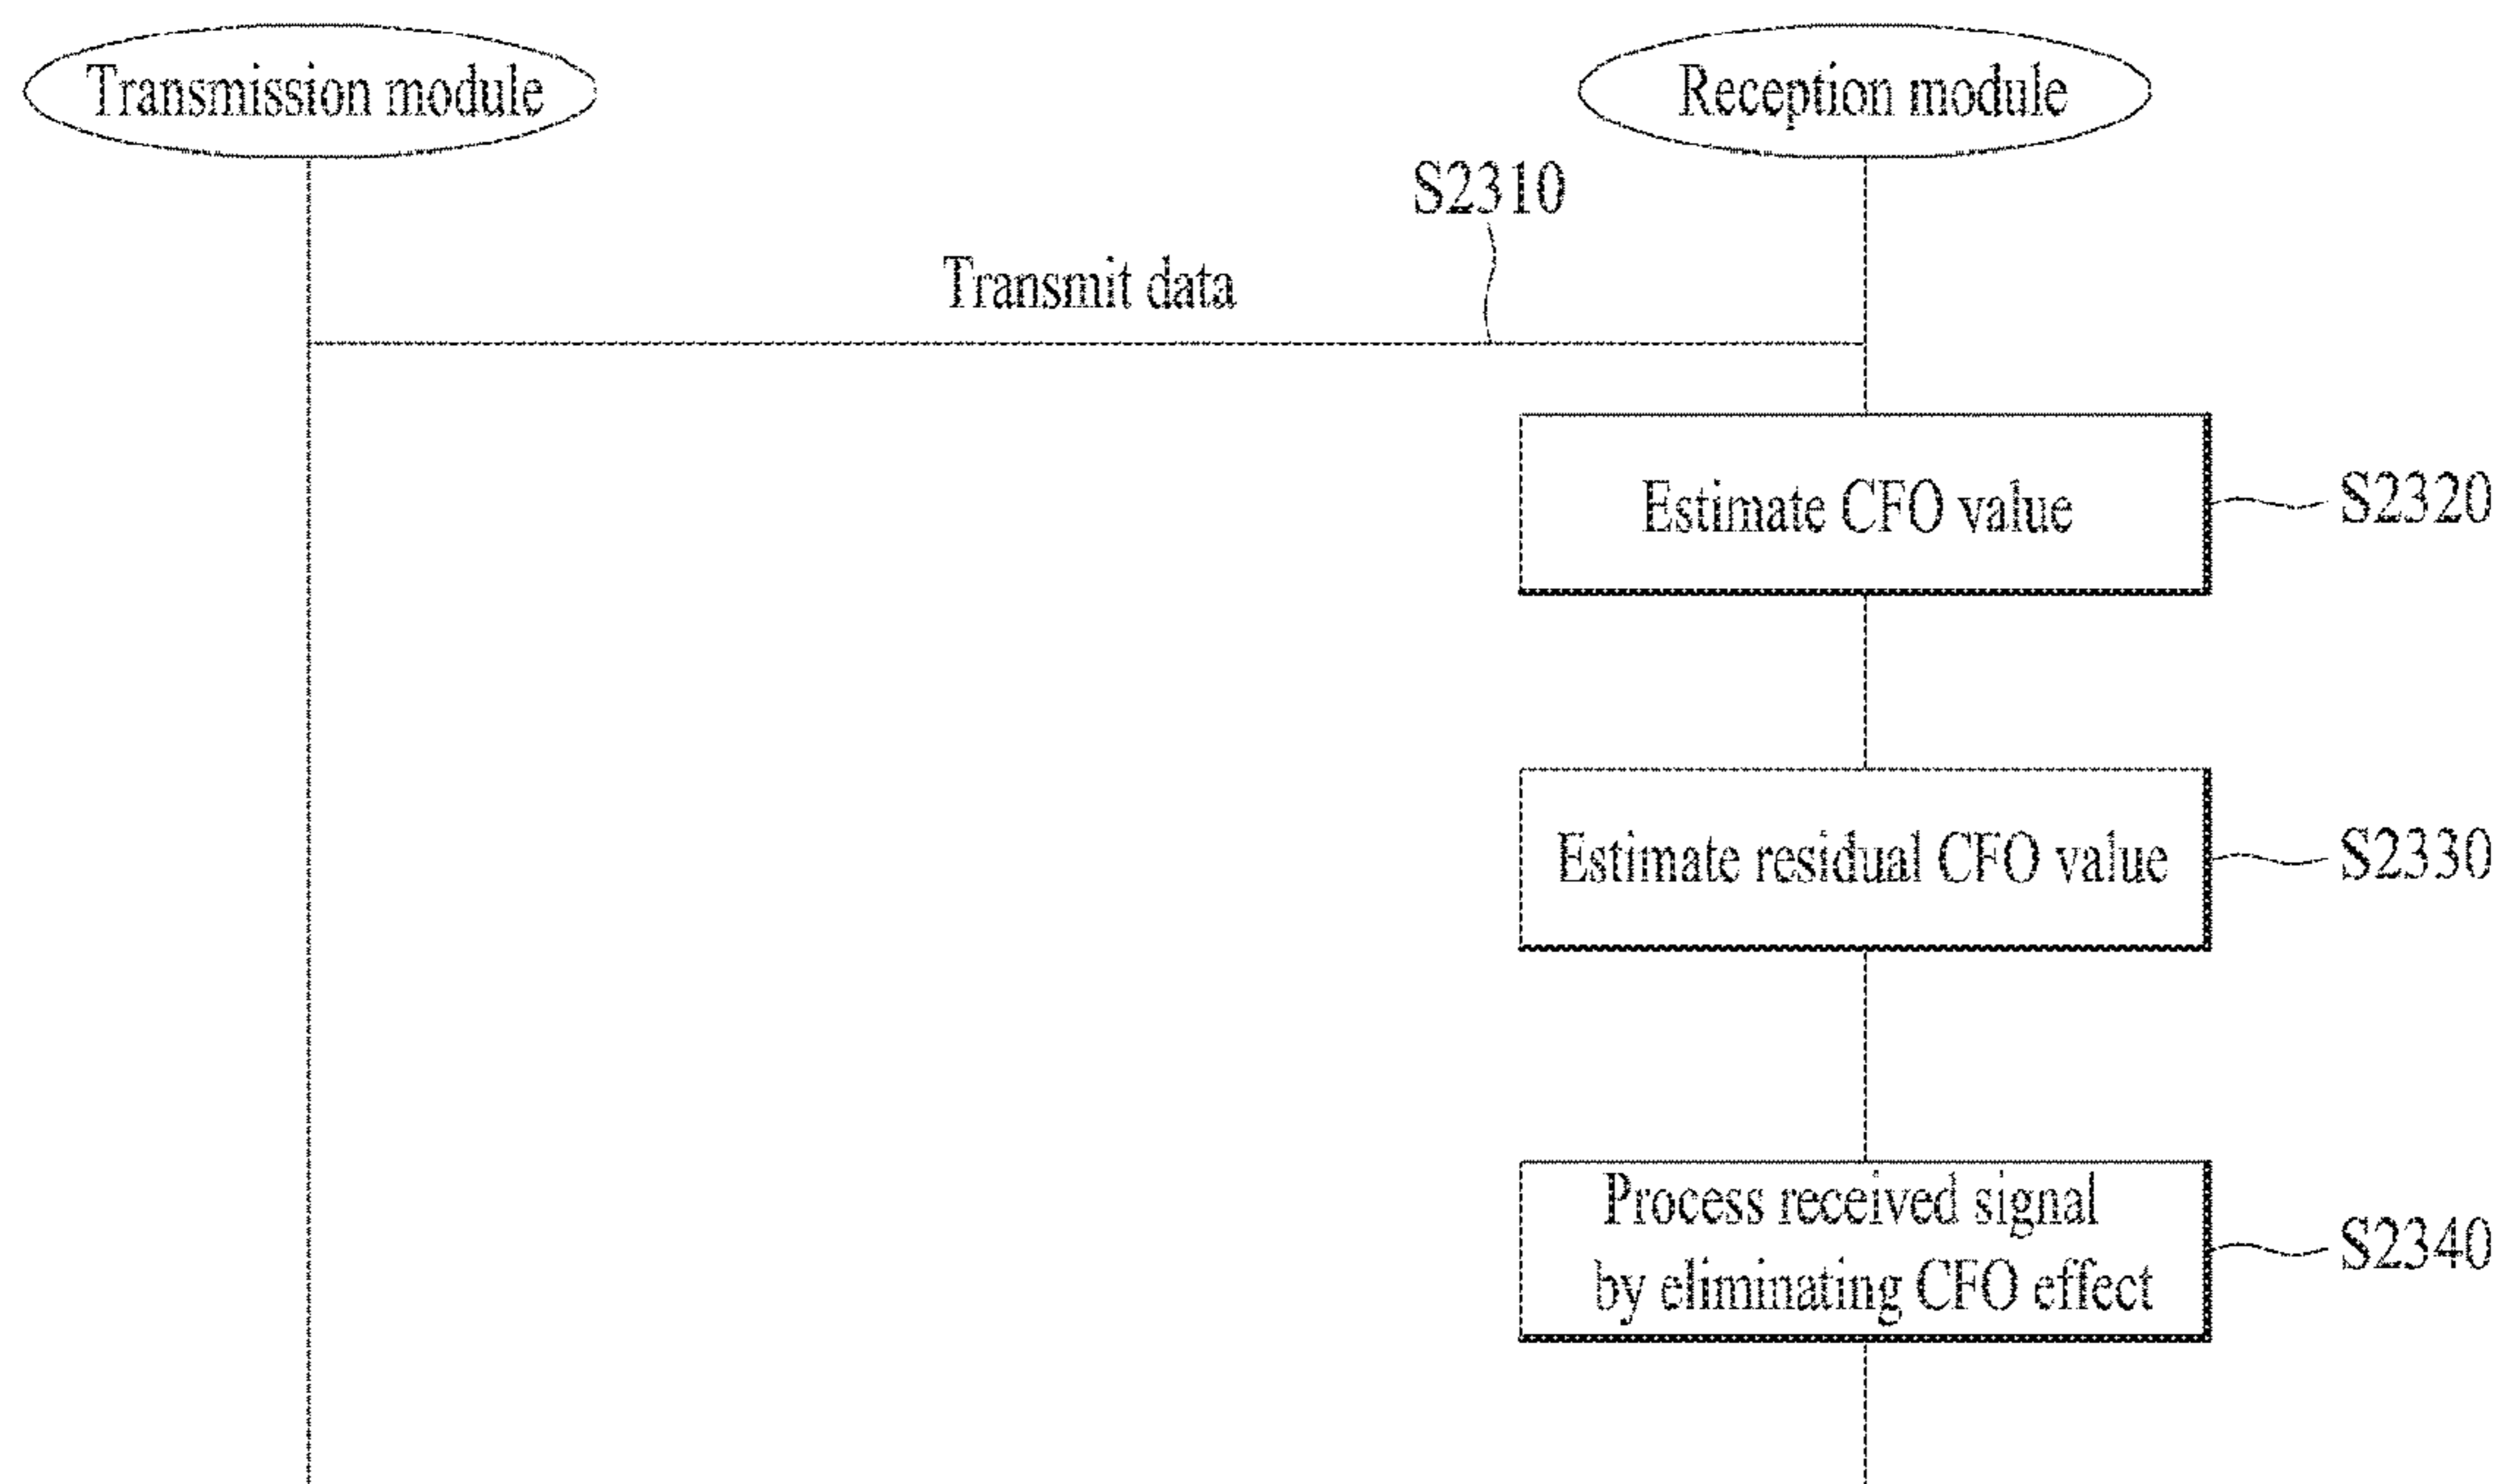 Transmission module
Reception module
S2310
Transmit data
Estimate CFO value
S2320
Estimate residual CFO value
S2330
Process received signal
by eliminating CFO effect
S2340